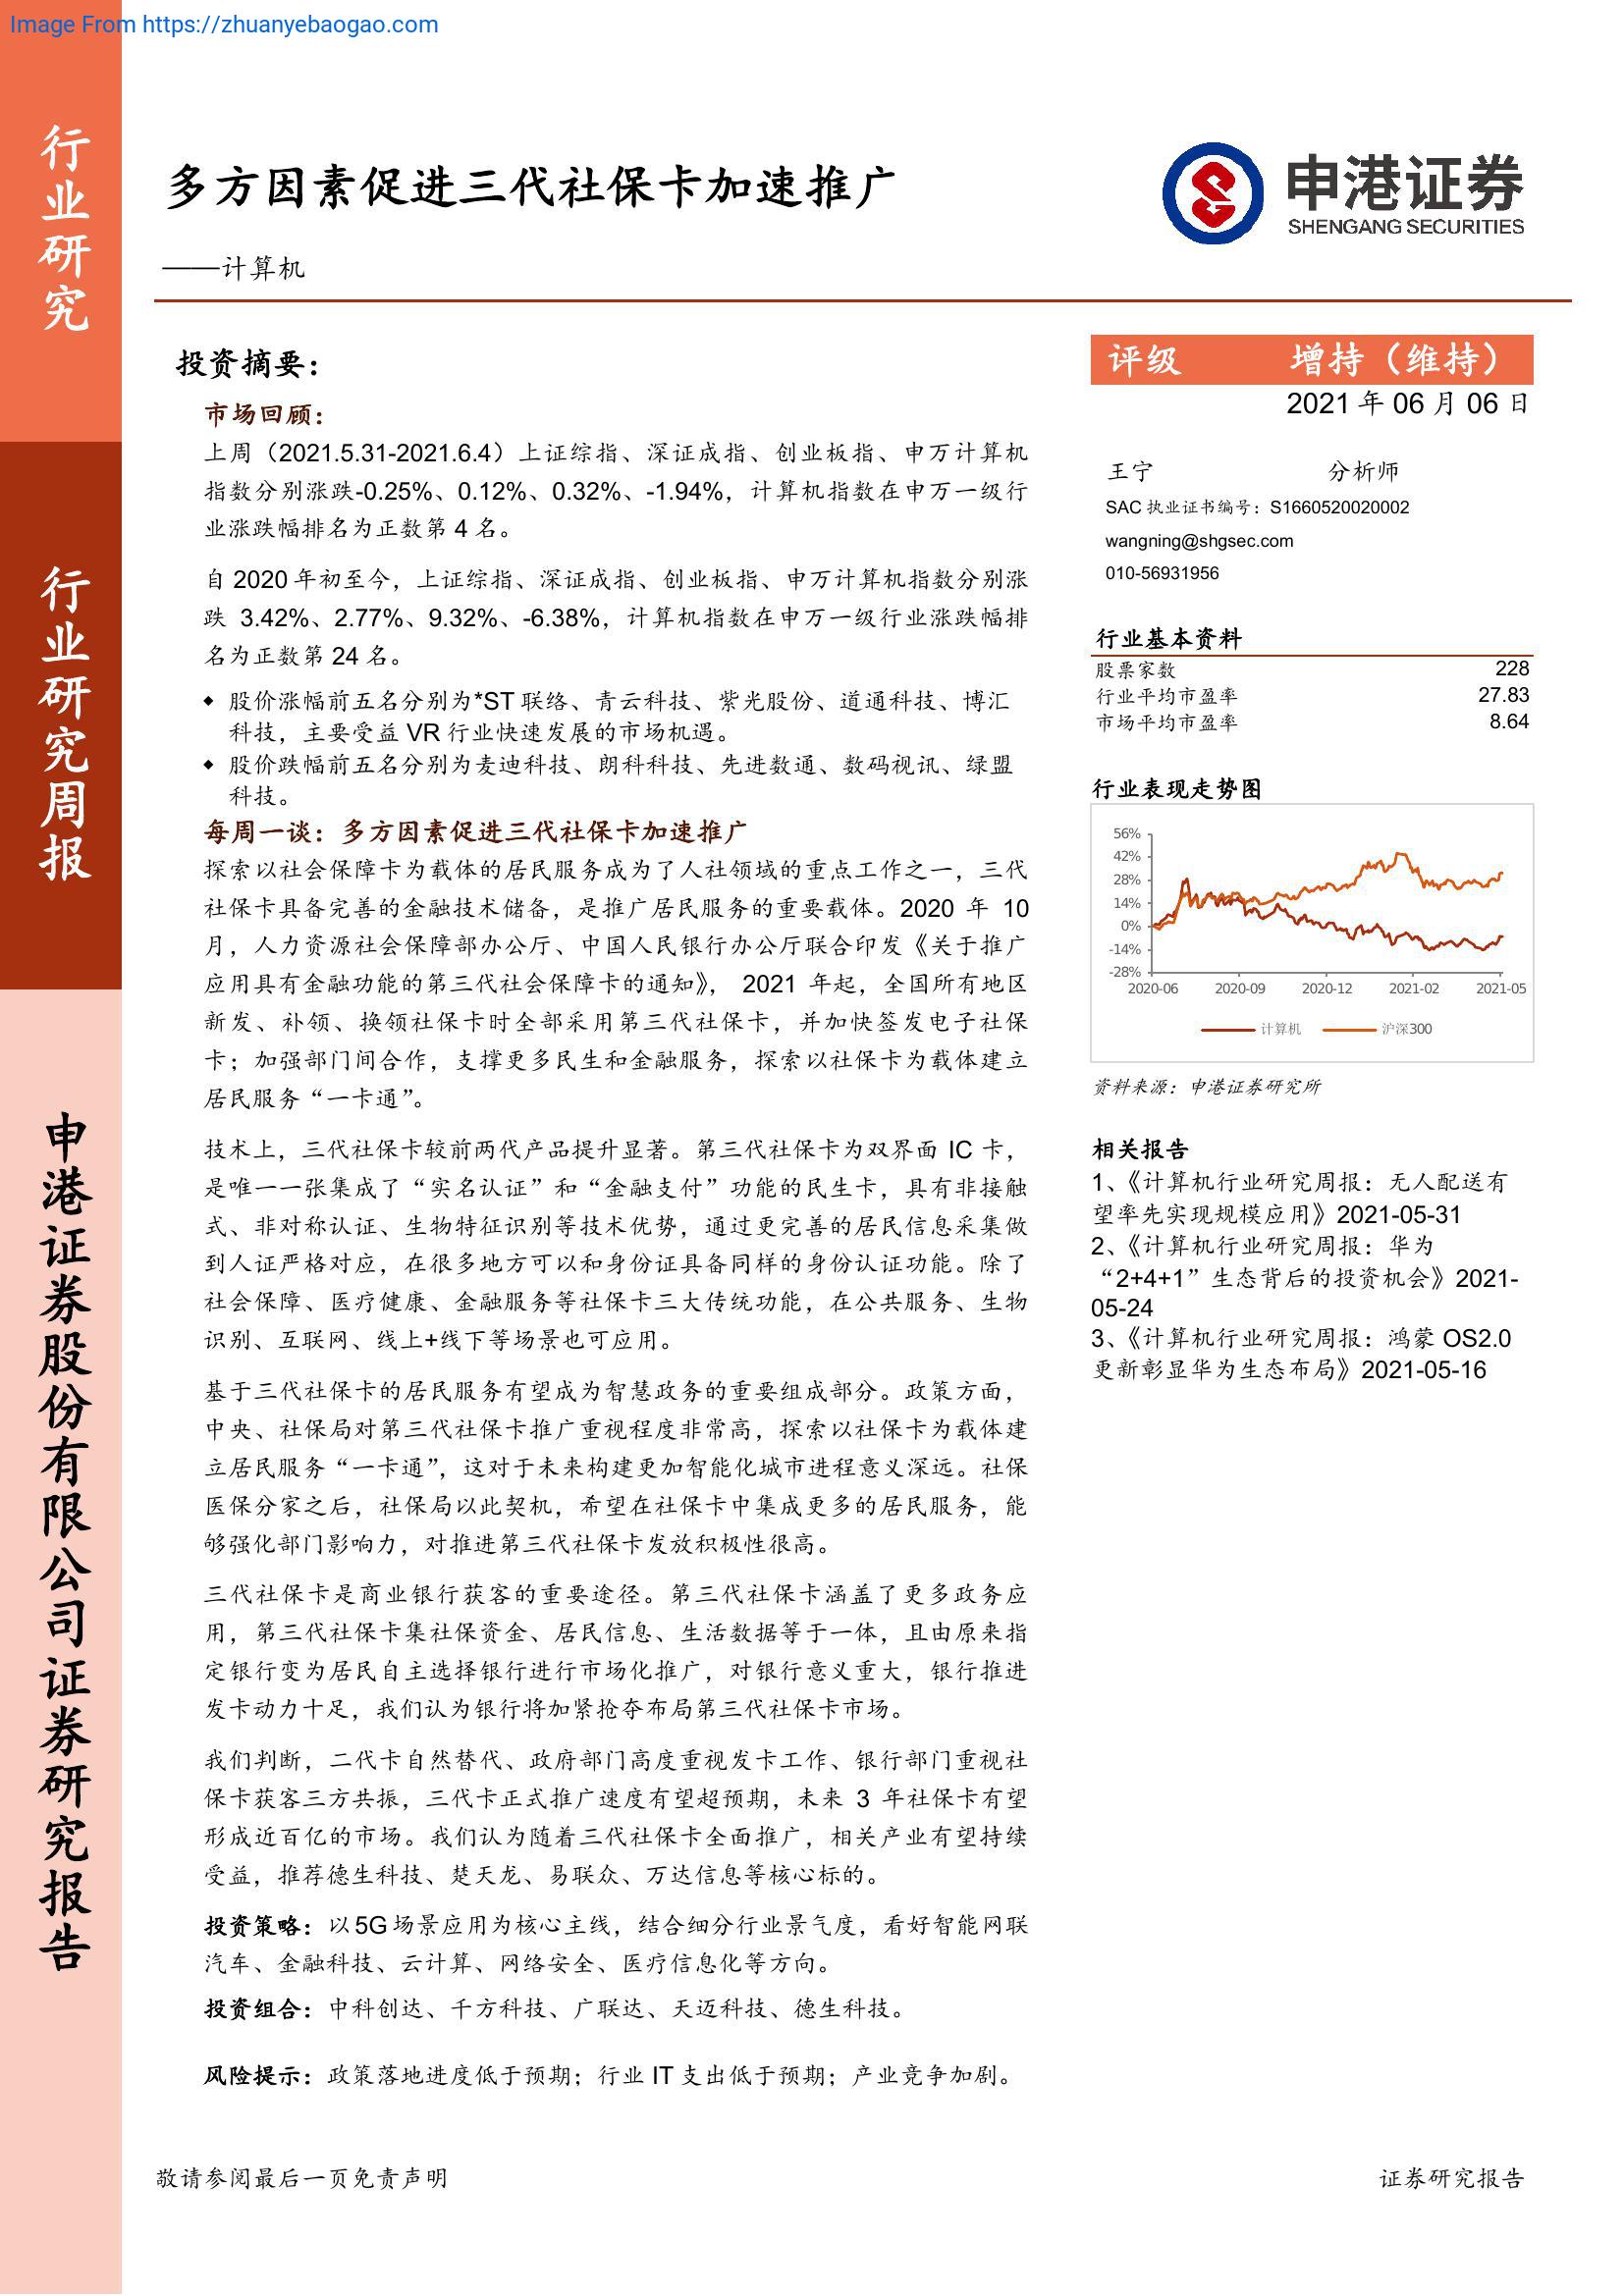 Image From https://zhuanyebaogao.com
行业研究
行业研究周报
申港证券股份有限公司证券研究报告
多方因素促进三代社保卡加速推广
——计算机
申港证券
SHENGANG SECURITIES
投资摘要：
市场回顾：
上周（2021.5.31-2021.6.4）上证综指、深证成指、创业板指、申万计算机
指数分别涨跌-0.25%、0.12%、0.32%、-1.94%，计算机指数在申万一级行
业涨跌幅排名为正数第 4 名。
自 2020 年初至今，上证综指、深证成指、创业板指、申万计算机指数分别涨
跌 3.42%、2.77%、9.32%、-6.38%，计算机指数在申万一级行业涨跌幅排
名为正数第 24 名。
◆ 股价涨幅前五名分别为*ST 联络、青云科技、紫光股份、道通科技、博汇
科技，主要受益 VR 行业快速发展的市场机遇。
◆ 股价跌幅前五名分别为麦迪科技、朗科科技、先进数通、数码视讯、绿盟
科技。
每周一谈：多方因素促进三代社保卡加速推广
探索以社会保障卡为载体的居民服务成为了人社领域的重点工作之一，三代
社保卡具备完善的金融技术储备，是推广居民服务的重要载体。2020 年 10
月，人力资源社会保障部办公厅、中国人民银行办公厅联合印发《关于推广
应用具有金融功能的第三代社会保障卡的通知》， 2021 年起，全国所有地区
新发、补领、换领社保卡时全部采用第三代社保卡，并加快签发电子社保
卡；加强部门间合作，支撑更多民生和金融服务，探索以社保卡为载体建立
居民服务“一卡通”。
技术上，三代社保卡较前两代产品提升显著。第三代社保卡为双界面 IC 卡，
是唯一一张集成了“实名认证”和“金融支付”功能的民生卡，具有非接触
式、非对称认证、生物特征识别等技术优势，通过更完善的居民信息采集做
到人证严格对应，在很多地方可以和身份证具备同样的身份认证功能。除了
社会保障、医疗健康、金融服务等社保卡三大传统功能，在公共服务、生物
识别、互联网、线上+线下等场景也可应用。
基于三代社保卡的居民服务有望成为智慧政务的重要组成部分。政策方面，
中央、社保局对第三代社保卡推广重视程度非常高，探索以社保卡为载体建
立居民服务“一卡通”，这对于未来构建更加智能化城市进程意义深远。社保
医保分家之后，社保局以此契机，希望在社保卡中集成更多的居民服务，能
够强化部门影响力，对推进第三代社保卡发放积极性很高。
三代社保卡是商业银行获客的重要途径。第三代社保卡涵盖了更多政务应
用，第三代社保卡集社保资金、居民信息、生活数据等于一体，且由原来指
定银行变为居民自主选择银行进行市场化推广，对银行意义重大，银行推进
发卡动力十足，我们认为银行将加紧抢夺布局第三代社保卡市场。
我们判断，二代卡自然替代、政府部门高度重视发卡工作、银行部门重视社
保卡获客三方共振，三代卡正式推广速度有望超预期，未来 3 年社保卡有望
形成近百亿的市场。我们认为随着三代社保卡全面推广，相关产业有望持续
受益，推荐德生科技、楚天龙、易联众、万达信息等核心标的。
投资策略：以 5G 场景应用为核心主线，结合细分行业景气度，看好智能网联
汽车、金融科技、云计算、网络安全、医疗信息化等方向。
投资组合：中科创达、千方科技、广联达、天迈科技、德生科技。
风险提示：政策落地进度低于预期；行业 IT 支出低于预期；产业竞争加剧。
评级 增持（维持）
2021 年 06 月 06 日
王宁 分析师
SAC 执业证书编号：S1660520020002
wangning@shgsec.com
010-56931956
行业基本资料
股票家数 228
行业平均市盈率 27.83
市场平均市盈率 8.64
行业表现走势图
56%
42%
28%
14%
0%
-14%
-28%
2020-06 2020-09 2020-12 2021-02 2021-05
计算机 沪深300
资料来源：申港证券研究所
相关报告
1、《计算机行业研究周报：无人配送有
望率先实现规模应用》2021-05-31
2、《计算机行业研究周报：华为
“2+4+1”生态背后的投资机会》2021-
05-24
3、《计算机行业研究周报：鸿蒙 OS2.0
更新彰显华为生态布局》2021-05-16
敬请参阅最后一页免责声明 证券研究报告